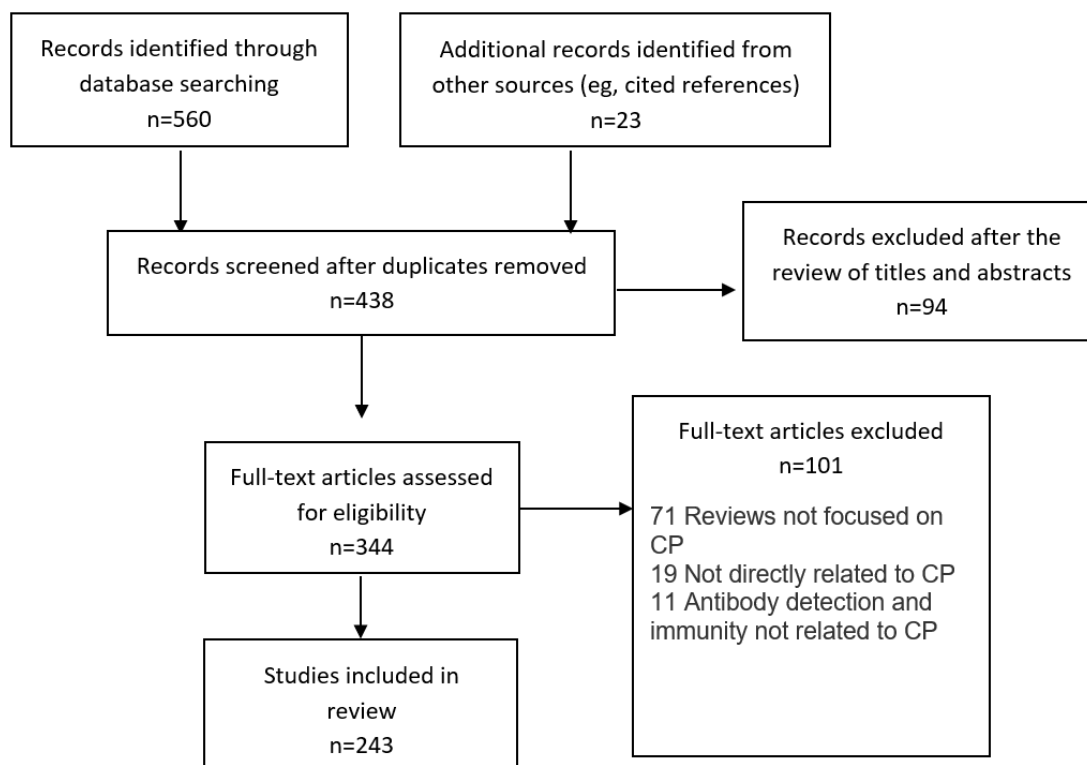 Records identified through
database searching
n=560
Additional records identified from
other sources (eg, cited references)
n=23
Records screened after duplicates removed
n=438
Records excluded after the
review of titles and abstracts
n=94
Full-text articles assessed
for eligibility
n=344
Full-text articles excluded
n=101
71 Reviews not focused on
CP
19 Not directly related to CP
11 Antibody detection and
immunity not related to CP
Studies included in
review
n=243